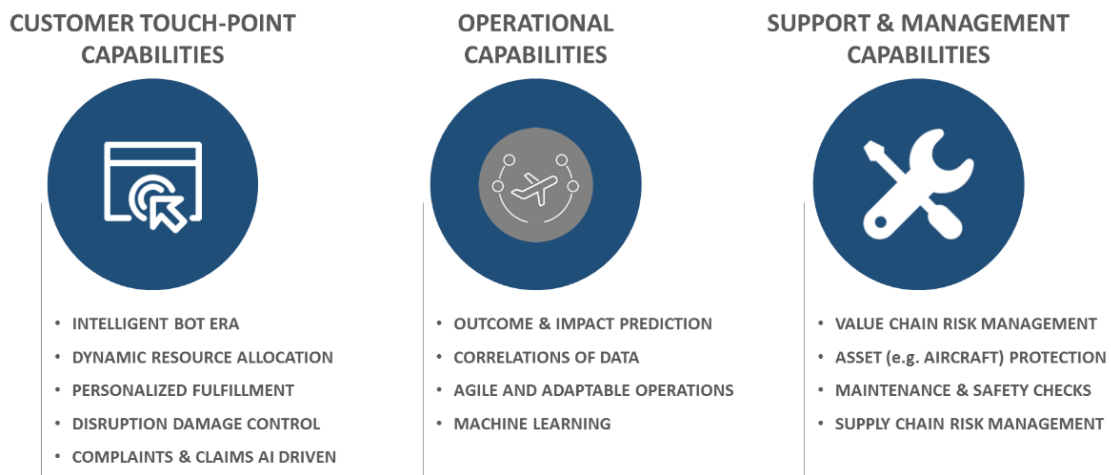 CUSTOMER TOUCH-POINT
CAPABILITIES
• INTELLIGENT BOT ERA
• DYNAMIC RESOURCE ALLOCATION
• PERSONALIZED FULFILLMENT
• DISRUPTION DAMAGE CONTROL
• COMPLAINTS & CLAIMS AI DRIVEN
OPERATIONAL
CAPABILITIES
• OUTCOME & IMPACT PREDICTION
• CORRELATIONS OF DATA
• AGILE AND ADAPTABLE OPERATIONS
• MACHINE LEARNING
SUPPORT & MANAGEMENT
CAPABILITIES
• VALUE CHAIN RISK MANAGEMENT
• ASSET (e.g. AIRCRAFT) PROTECTION
• MAINTENANCE & SAFETY CHECKS
• SUPPLY CHAIN RISK MANAGEMENT